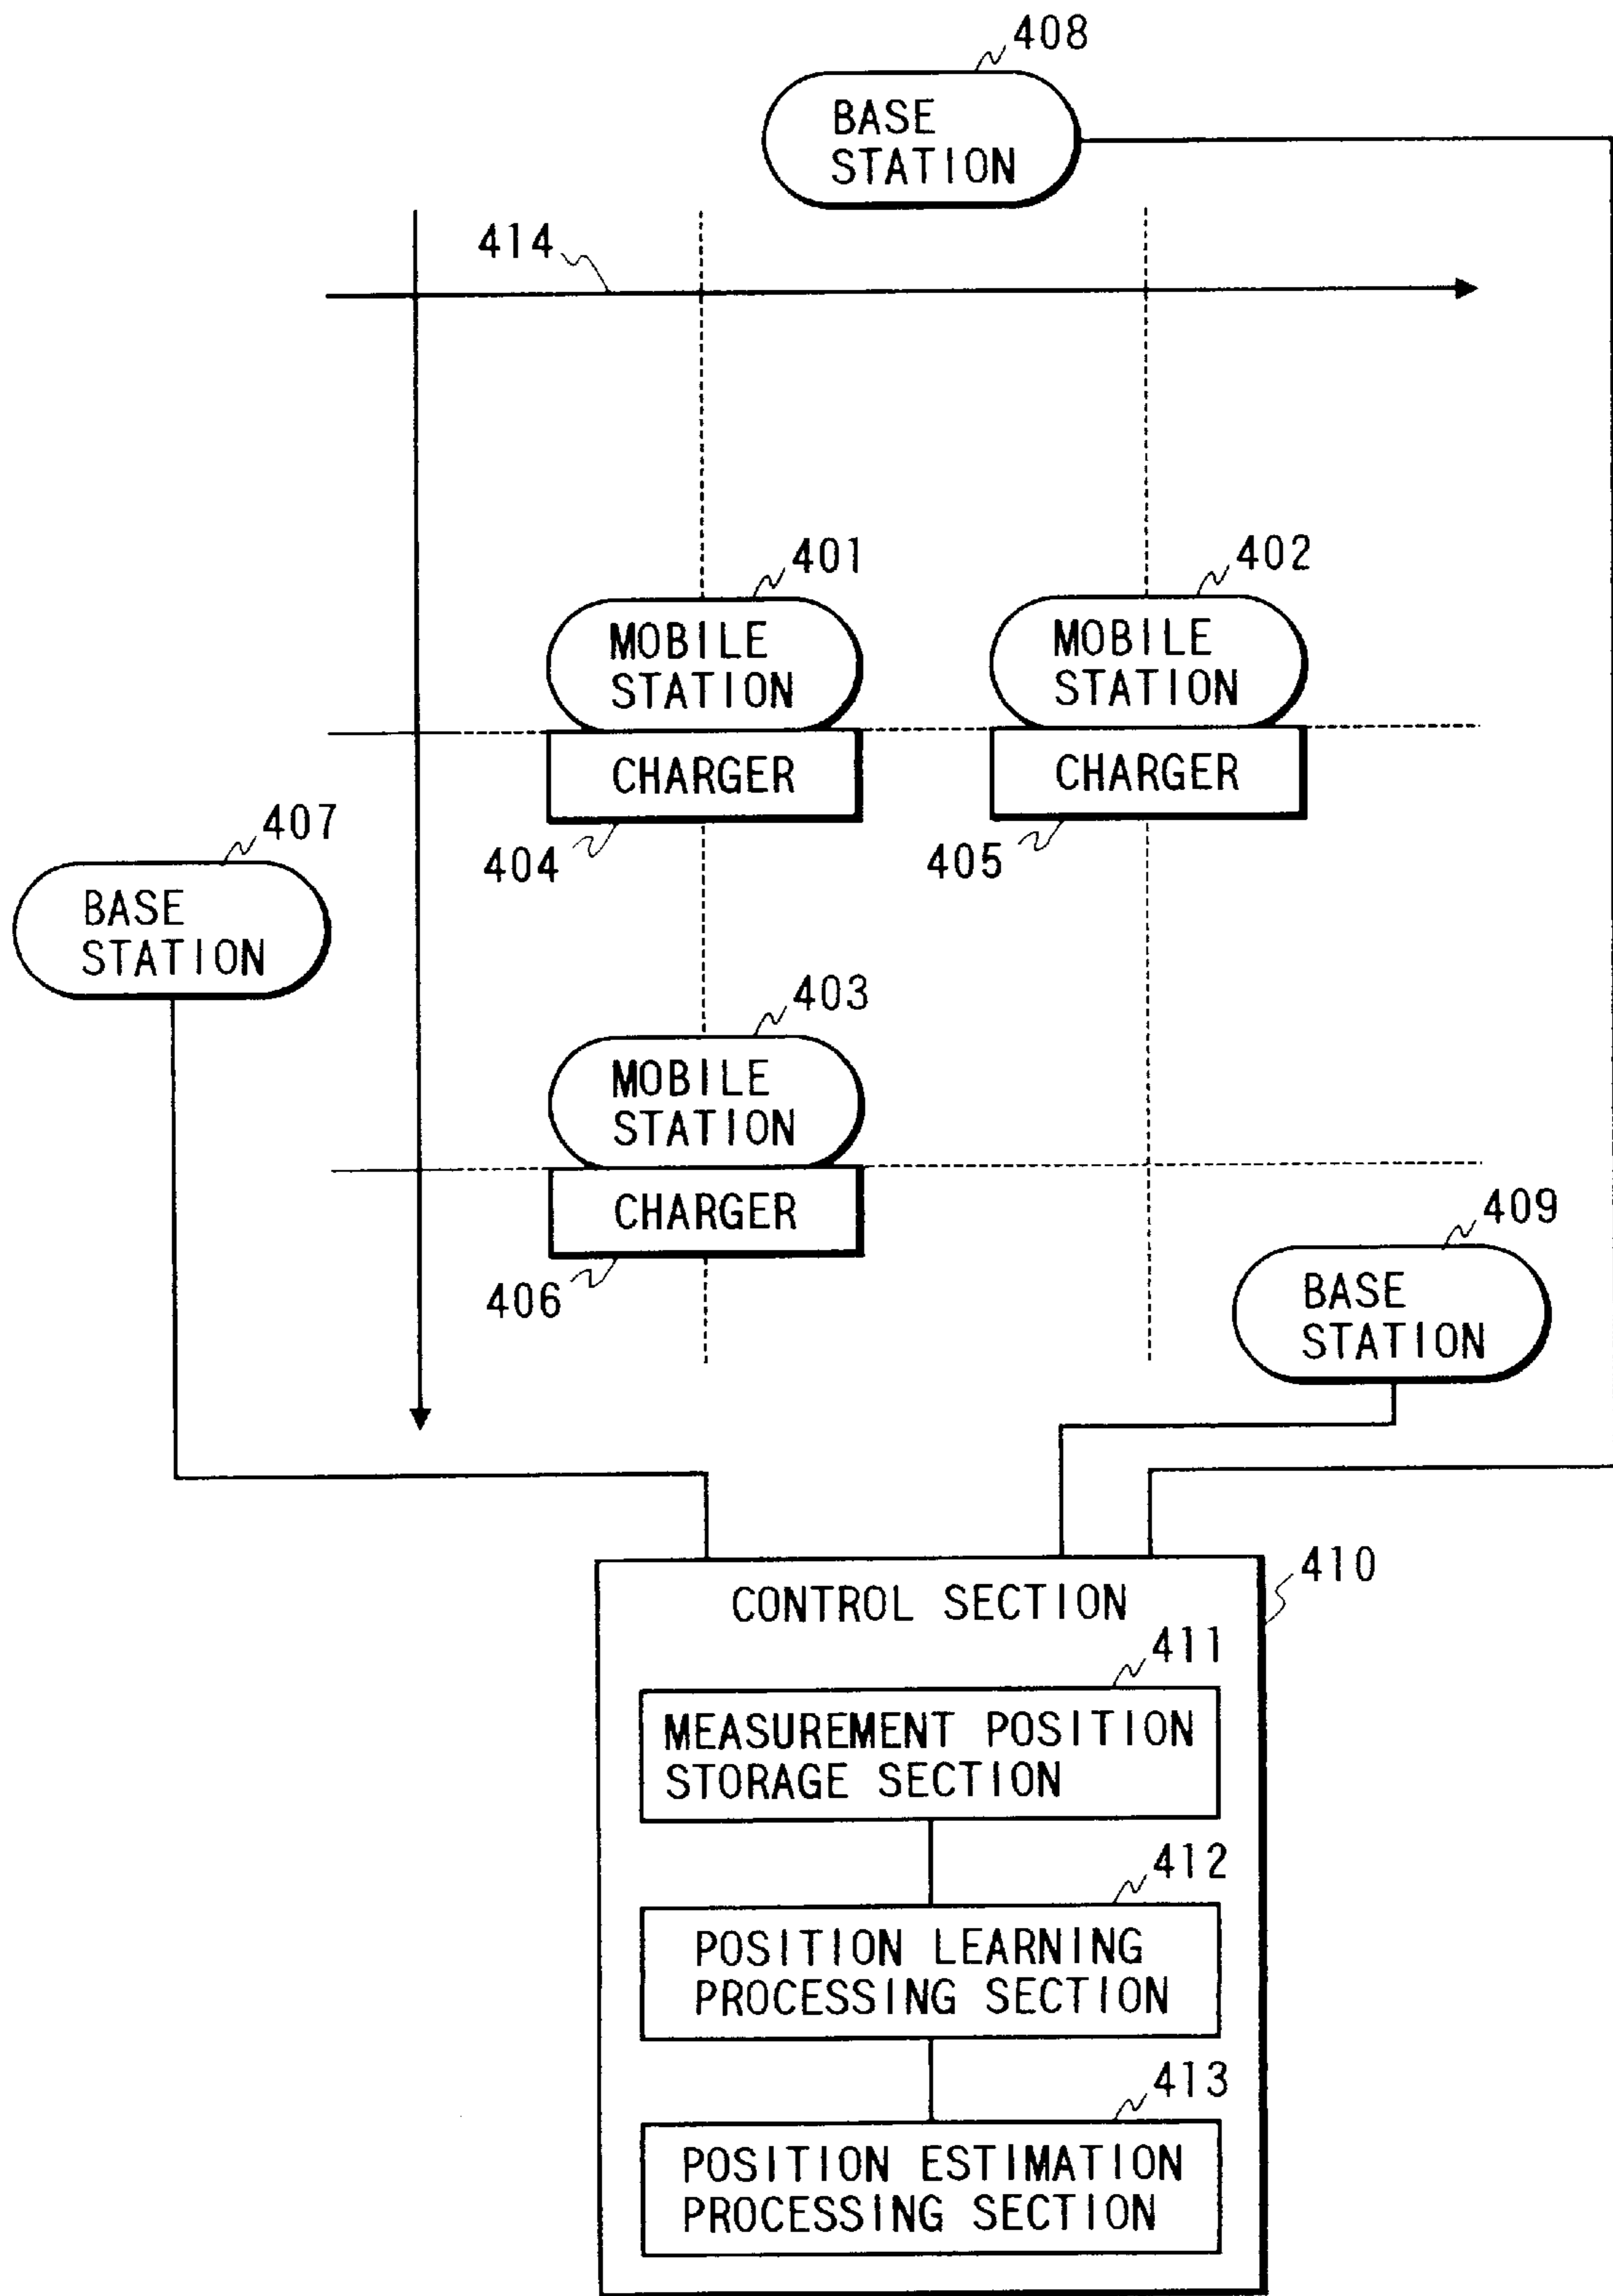 408
BASE
STATION
414
401
402
MOBILE
STATION
MOBILE
STATION
CHARGER
CHARGER
404
405
407
BASE
STATION
403
MOBILE
STATION
CHARGER
406
409
BASE
STATION
410
CONTROL SECTION
411
MEASUREMENT POSITION
STORAGE SECTION
412
POSITION LEARNING
PROCESSING SECTION
413
POSITION ESTIMATION
PROCESSING SECTION